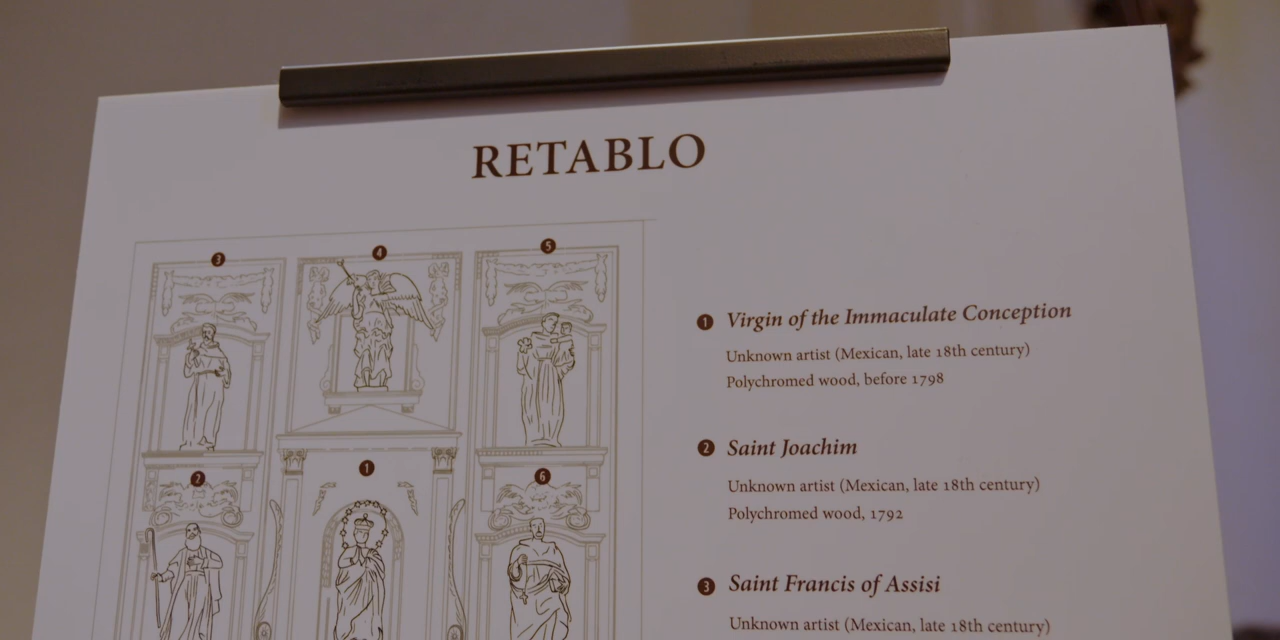 RETABLO
3
4
5
1 Virgin of the Immaculate Conception
Unknown artist (Mexican, late 18th century)
Polychromed wood, before 1798
2
1
6
2 Saint Joachim
Unknown artist (Mexican, late 18th century)
Polychromed wood, 1792
3 Saint Francis of Assisi
Unknown artist (Mexican, late 18th century)